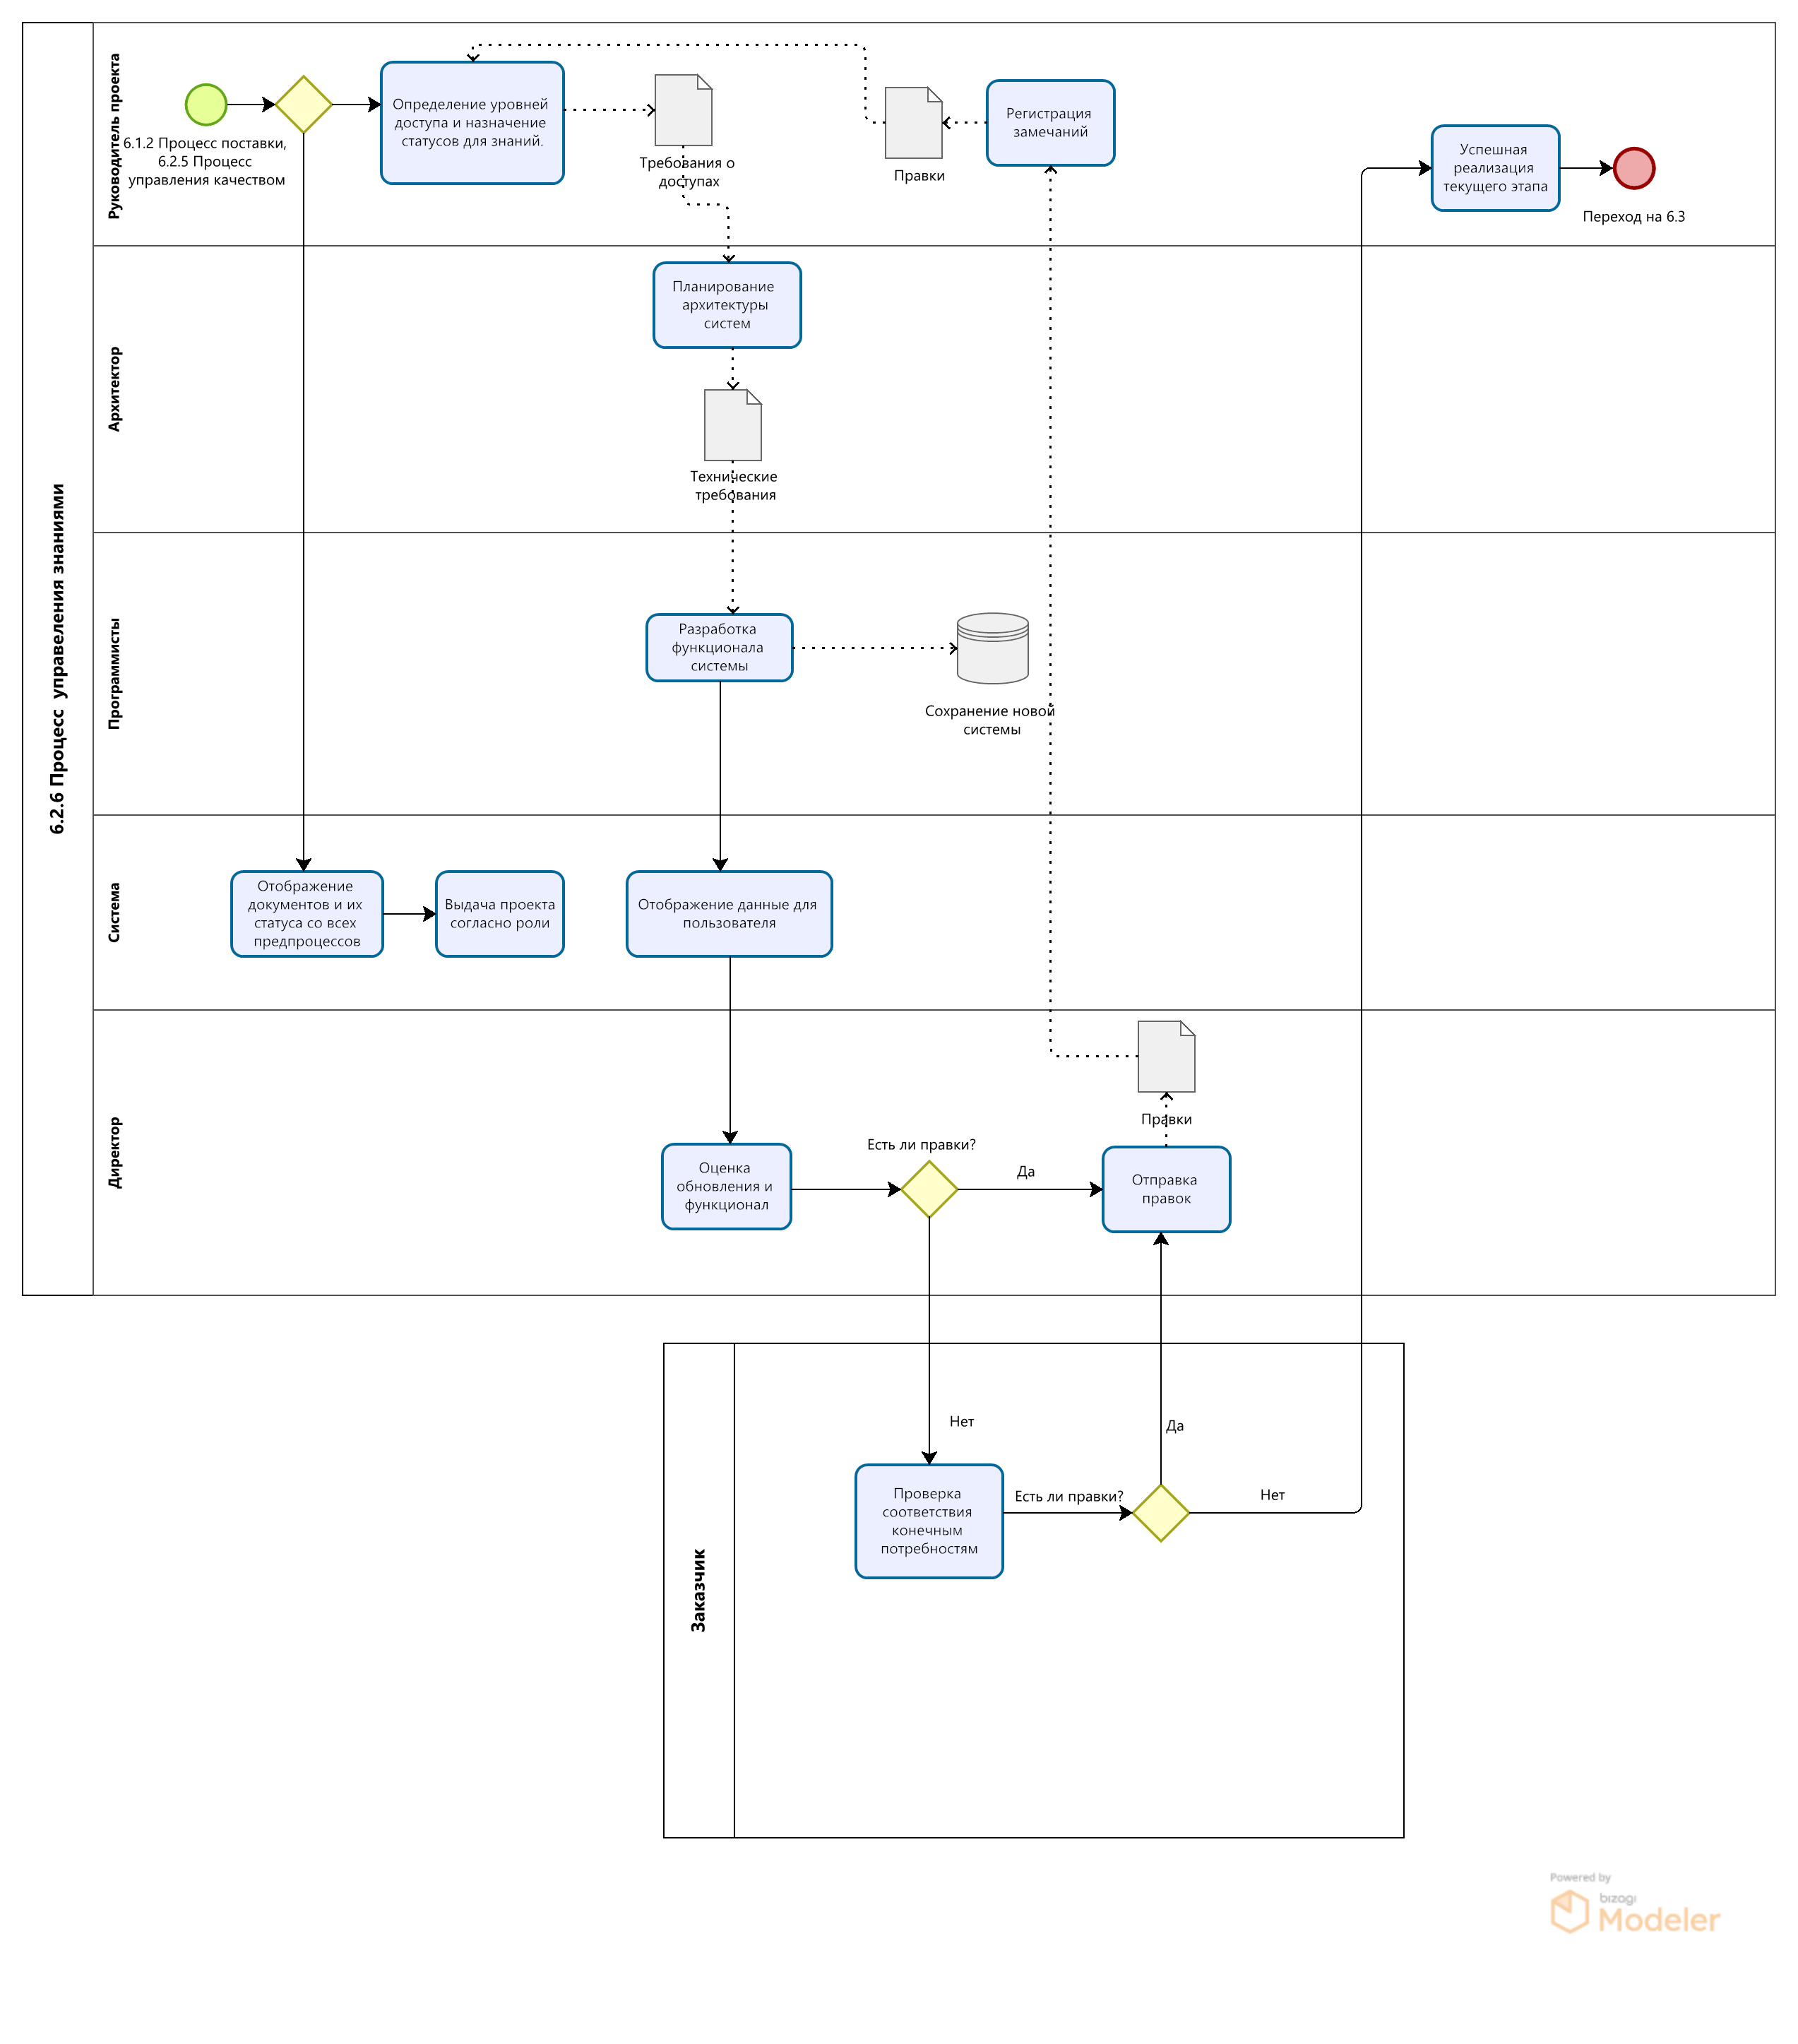 6.2.6 Процесс управеления знаниями
Руководитель проекта
6.1.2 Процесс поставки,
6.2.5 Процесс
управления качеством
Определение уровней
доступа и назначение
статусов для знаний.
Требования о
доступах
Правки
Регистрация
замечаний
Успешная
реализация
текущего этапа
Переход на 6.3
Архитектор
Планирование
архитектуры
систем
Технические
требования
Программисты
Разработка
функционала
системы
Сохранение новой
системы
Система
Отображение
документов и их
статуса со всех
предпроцессов
Выдача проекта
согласно роли
Отображение данные для
пользователя
Директор
Оценка
обновления и
функционал
Есть ли правки?
Да
Правки
Отправка
правок
Заказчик
Нет
Проверка
соответствия
конечным
потребностям
Есть ли правки?
Да
Нет
Powered by
bizagi
Modeler